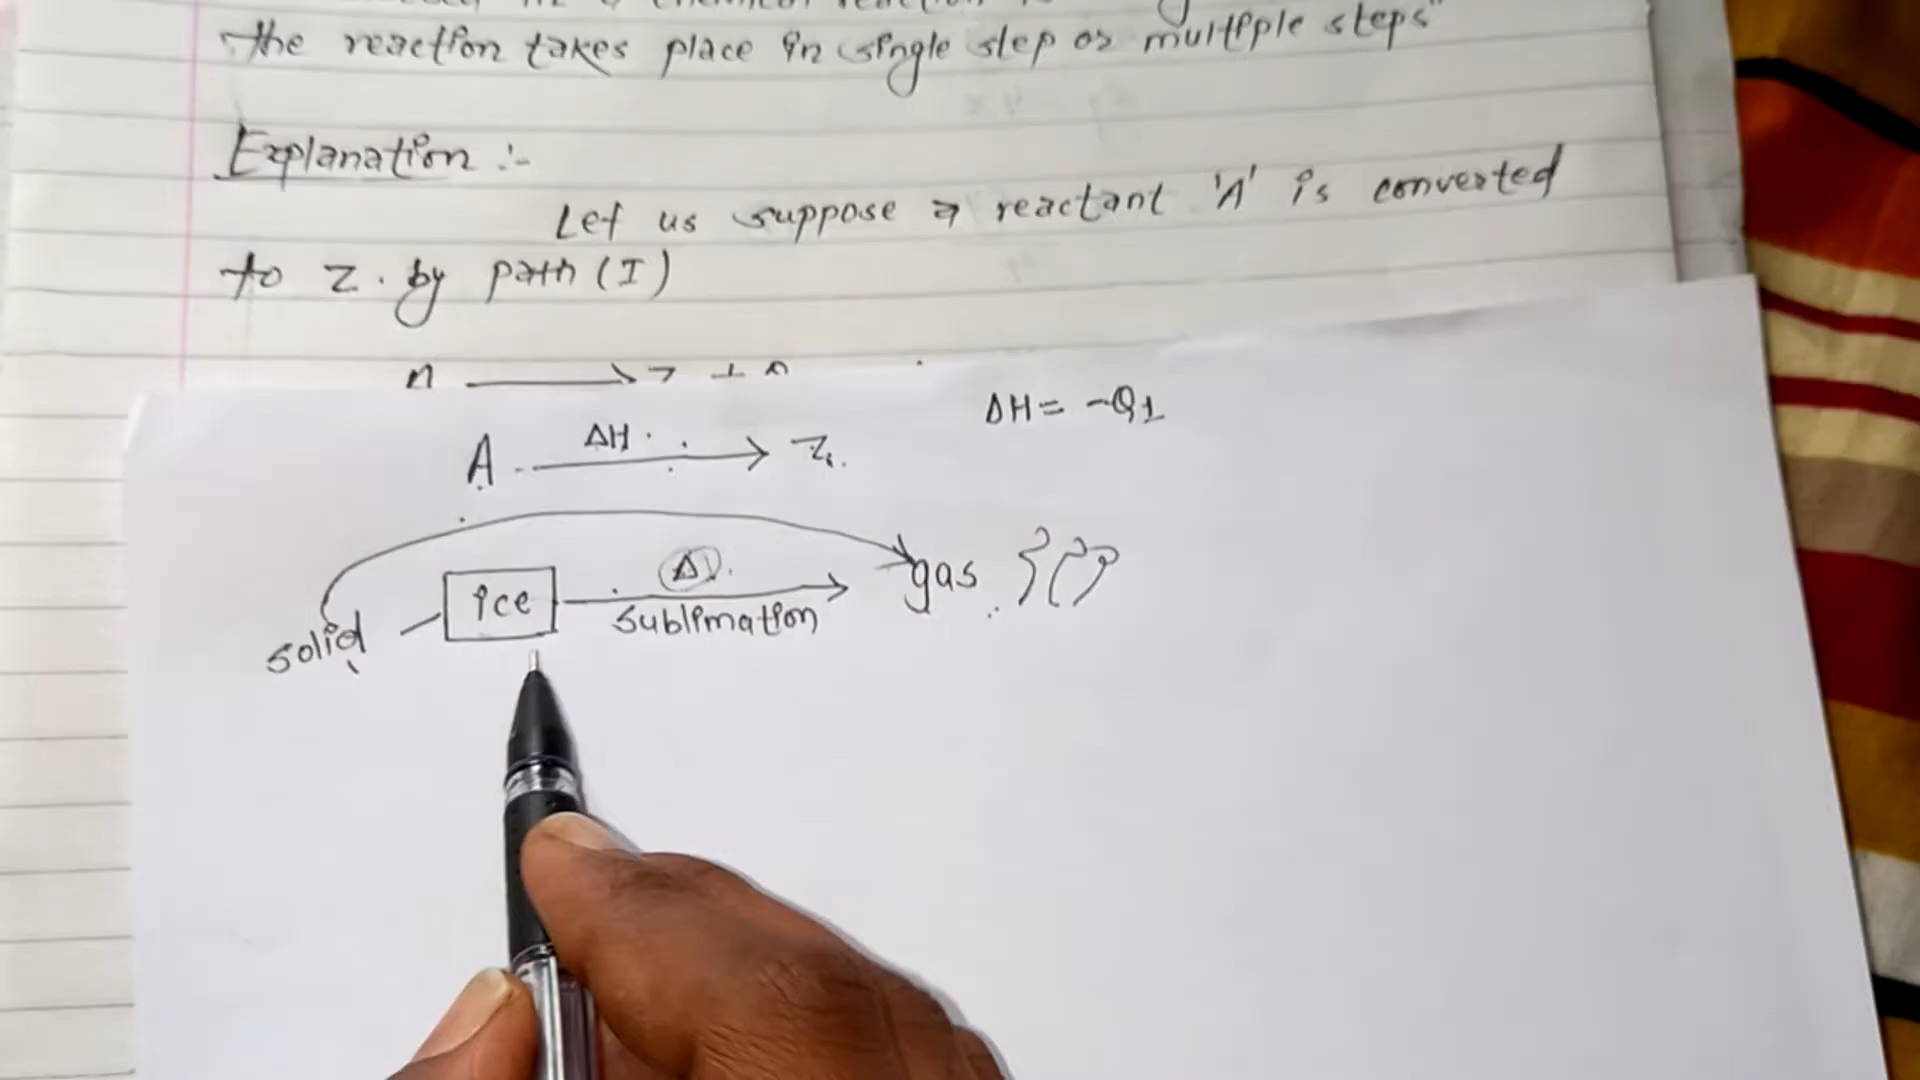 the reaction takes place in single step or multiple steps"
Explanation :-
Let us suppose a reactant 'A' is converted
to Z. by path (I)
ΔH = -Q1
A ΔH → Z.
solid — ice Δ → gas
sublimation